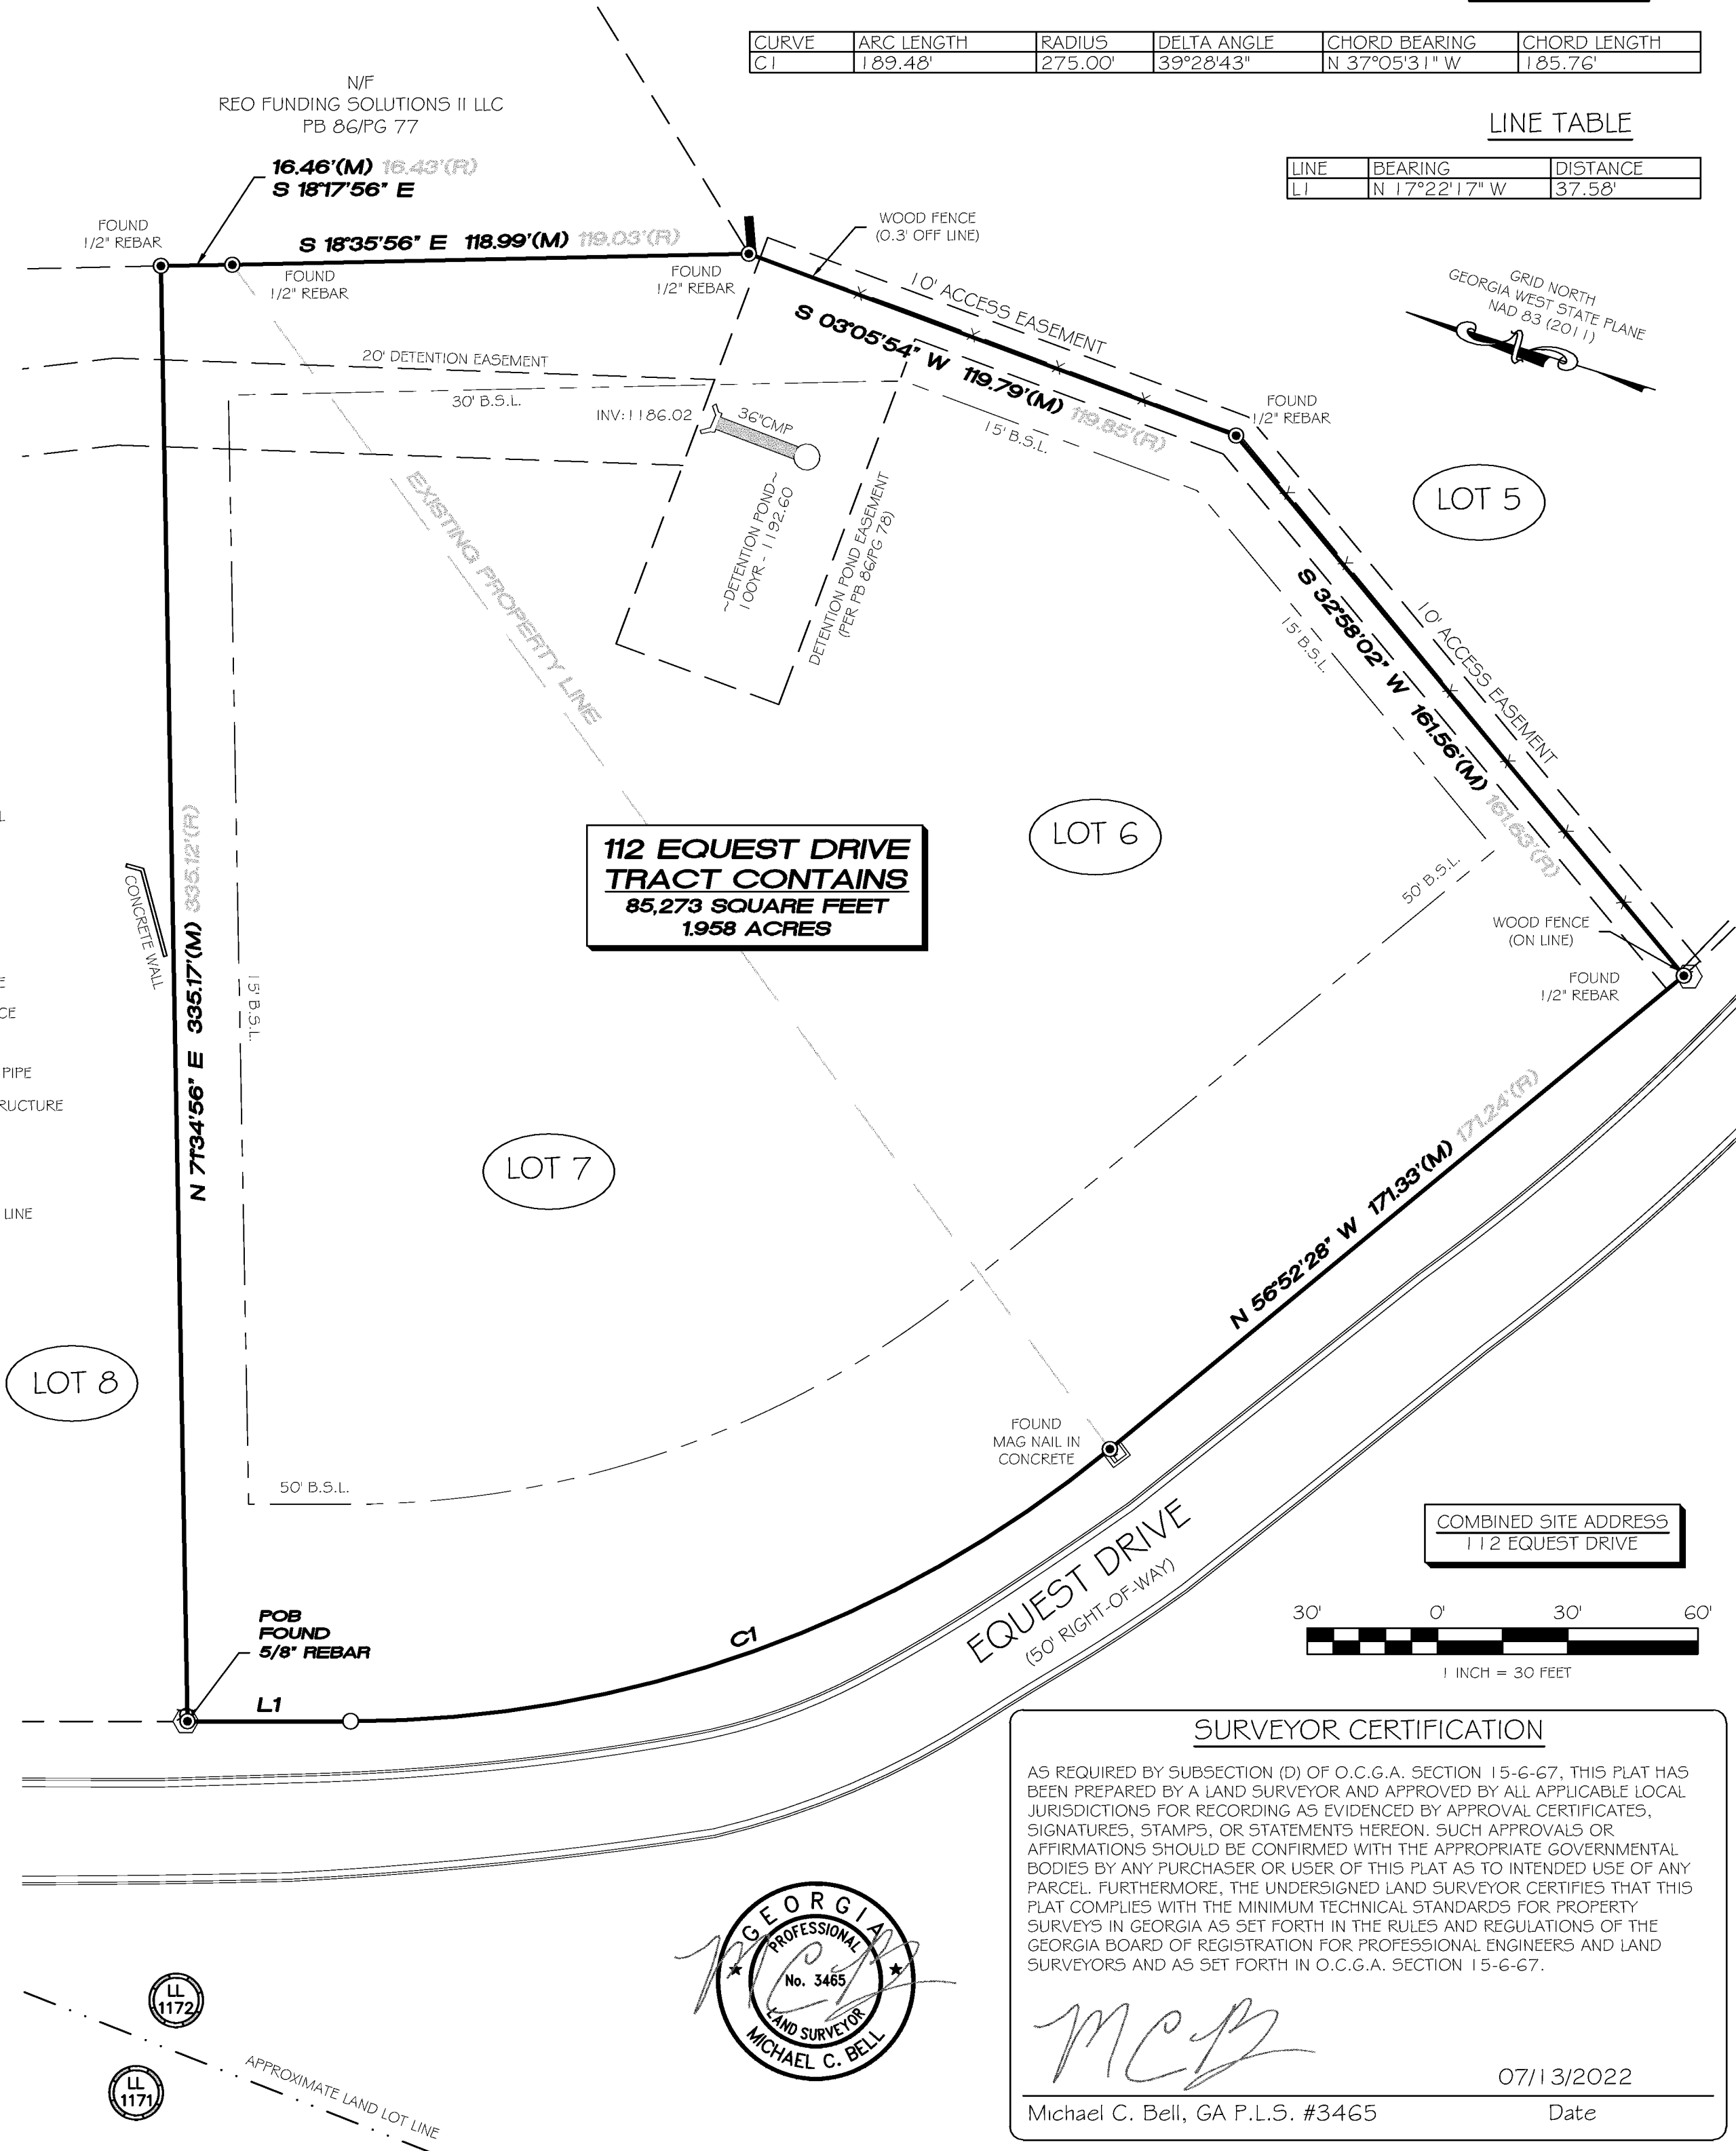 CURVE ARC LENGTH RADIUS DELTA ANGLE CHORD BEARING CHORD LENGTH
C1 189.48' 275.00' 39°28'43" N 37°05'31" W 185.76'
LINE TABLE
LINE BEARING DISTANCE
L1 N 17°22'17" W 37.58'
N/F
REO FUNDING SOLUTIONS II LLC
PB 86/PG 77
16.46'(M) 16.43'(R)
S 18°17'56" E
FOUND
1/2" REBAR
S 18°35'56" E 118.99'(M) 119.03'(R)
FOUND
1/2" REBAR
FOUND
1/2" REBAR
WOOD FENCE
(0.3' OFF LINE)
10' ACCESS EASEMENT
S 03°05'54" W 119.79'(M) 119.85'(R)
15' B.S.L.
GRID NORTH
GEORGIA WEST STATE PLANE
NAD 83 (2011)
FOUND
1/2" REBAR
20' DETENTION EASEMENT
30' B.S.L.
INV:1186.02
36"CMP
~DETENTION POND~
100YR - 1192.60
DETENTION POND EASEMENT
(PER PB 86/PG 78)
EXISTING PROPERTY LINE
LOT 5
10' ACCESS EASEMENT
S 32°58'02" W 161.56'(M) 161.63'(R)
15' B.S.L.
50' B.S.L.
LOT 6
112 EQUEST DRIVE
TRACT CONTAINS
85,273 SQUARE FEET
1.958 ACRES
N 71°34'56" E 335.17'(M) 335.12'(R)
CONCRETE WALL
15' B.S.L.
WOOD FENCE
(ON LINE)
FOUND
1/2" REBAR
L
E
CE
PIPE
RUCTURE
LINE
LOT 7
N 56°52'28" W 171.33'(M) 171.24'(R)
LOT 8
FOUND
MAG NAIL IN
CONCRETE
50' B.S.L.
EQUEST DRIVE
(50' RIGHT-OF-WAY)
COMBINED SITE ADDRESS
112 EQUEST DRIVE
POB
FOUND
5/8" REBAR
L1
C1
30' 0' 30' 60'
1 INCH = 30 FEET
SURVEYOR CERTIFICATION
AS REQUIRED BY SUBSECTION (D) OF O.C.G.A. SECTION 15-6-67, THIS PLAT HAS
BEEN PREPARED BY A LAND SURVEYOR AND APPROVED BY ALL APPLICABLE LOCAL
JURISDICTIONS FOR RECORDING AS EVIDENCED BY APPROVAL CERTIFICATES,
SIGNATURES, STAMPS, OR STATEMENTS HEREON. SUCH APPROVALS OR
AFFIRMATIONS SHOULD BE CONFIRMED WITH THE APPROPRIATE GOVERNMENTAL
BODIES BY ANY PURCHASER OR USER OF THIS PLAT AS TO INTENDED USE OF ANY
PARCEL. FURTHERMORE, THE UNDERSIGNED LAND SURVEYOR CERTIFIES THAT THIS
PLAT COMPLIES WITH THE MINIMUM TECHNICAL STANDARDS FOR PROPERTY
SURVEYS IN GEORGIA AS SET FORTH IN THE RULES AND REGULATIONS OF THE
GEORGIA BOARD OF REGISTRATION FOR PROFESSIONAL ENGINEERS AND LAND
SURVEYORS AND AS SET FORTH IN O.C.G.A. SECTION 15-6-67.
MCB
07/13/2022
Michael C. Bell, GA P.L.S. #3465 Date
GEORGIA
PROFESSIONAL
No. 3465
LAND SURVEYOR
MICHAEL C. BELL
MCB
LL
1172
LL
1171
APPROXIMATE LAND LOT LINE